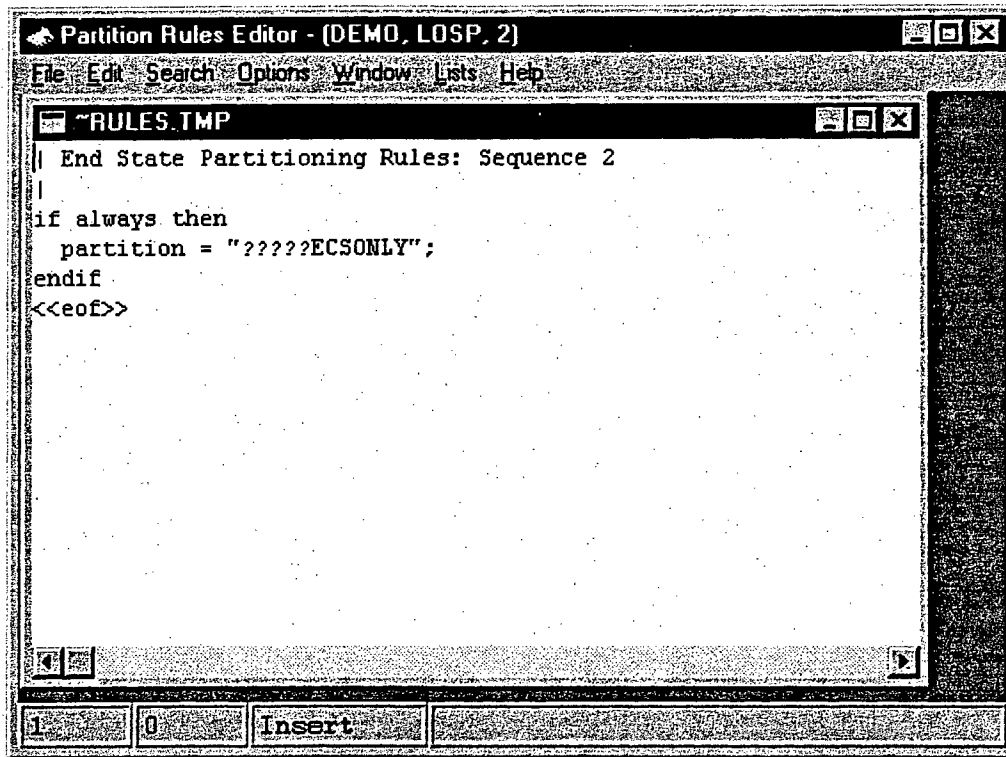 Partition Rules Editor - (DEMO, LOSP, 2)
File Edit Search Options Window Lists Help
~RULES.TMP
| End State Partitioning Rules: Sequence 2
|
if always then
  partition = "?????ECSONLY";
endif
<<eof>>
1 0 Insert